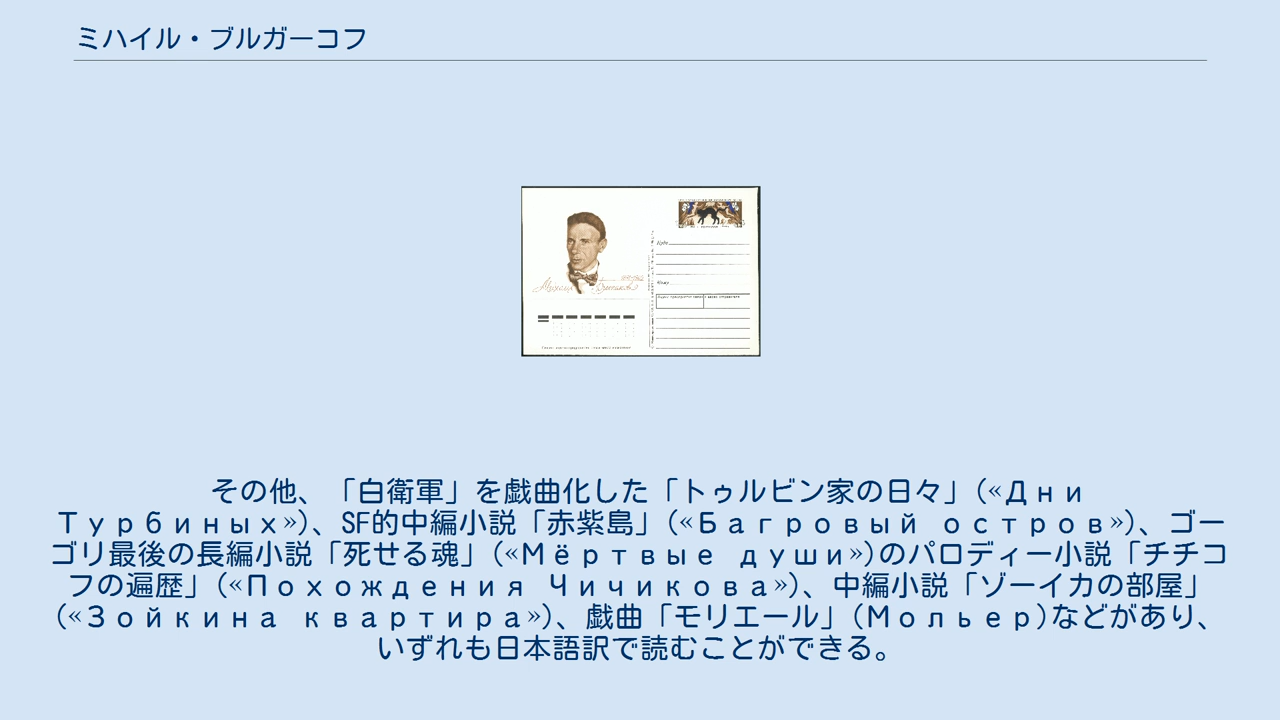 ミハイル・ブルガーコフ
Куда
Кому
その他、「白衛軍」を戯曲化した「トゥルビン家の日々」(«Дни
Турбиных»)、SF的中編小説「赤紫島」(«Багровый остров»)、ゴー
ゴリ最後の長編小説「死せる魂」(«Мёртвые души»)のパロディー小説「チチコ
フの遍歴」(«Похождения Чичикова»)、中編小説「ゾーイカの部屋」
(«Зойкина квартира»)、戯曲「モリエール」(Мольер)などがあり、
いずれも日本語訳で読むことができる。